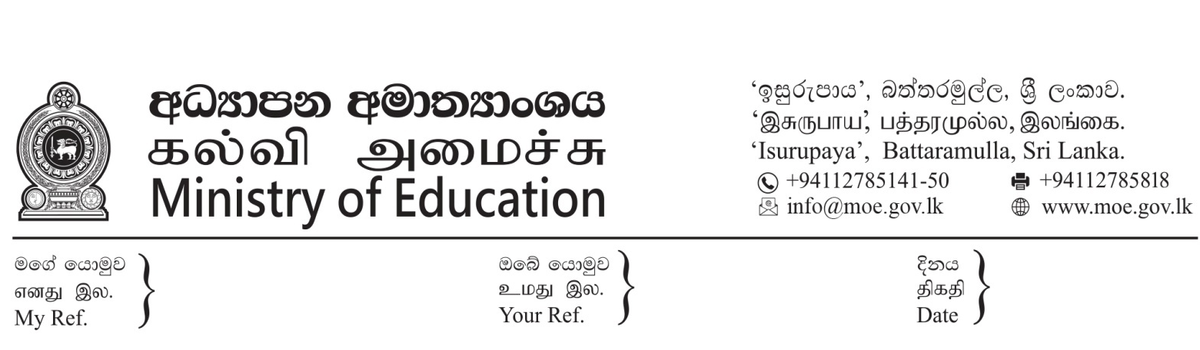 අධ්‍යාපන අමාත්‍යාංශය
கல்வி அமைச்சு
Ministry of Education
‘ඉසුරුපාය’, බත්තරමුල්ල, ශ්‍රී ලංකාව.
‘இசுருபாய’, பத்தரமுல்ல, இலங்கை.
‘Isurupaya’, Battaramulla, Sri Lanka.
+94112785141-50 +94112785818
info@moe.gov.lk www.moe.gov.lk
මගේ යොමුව
எனது இல.
My Ref.
ඔබේ යොමුව
உமது இல.
Your Ref.
දිනය
திகதி
Date